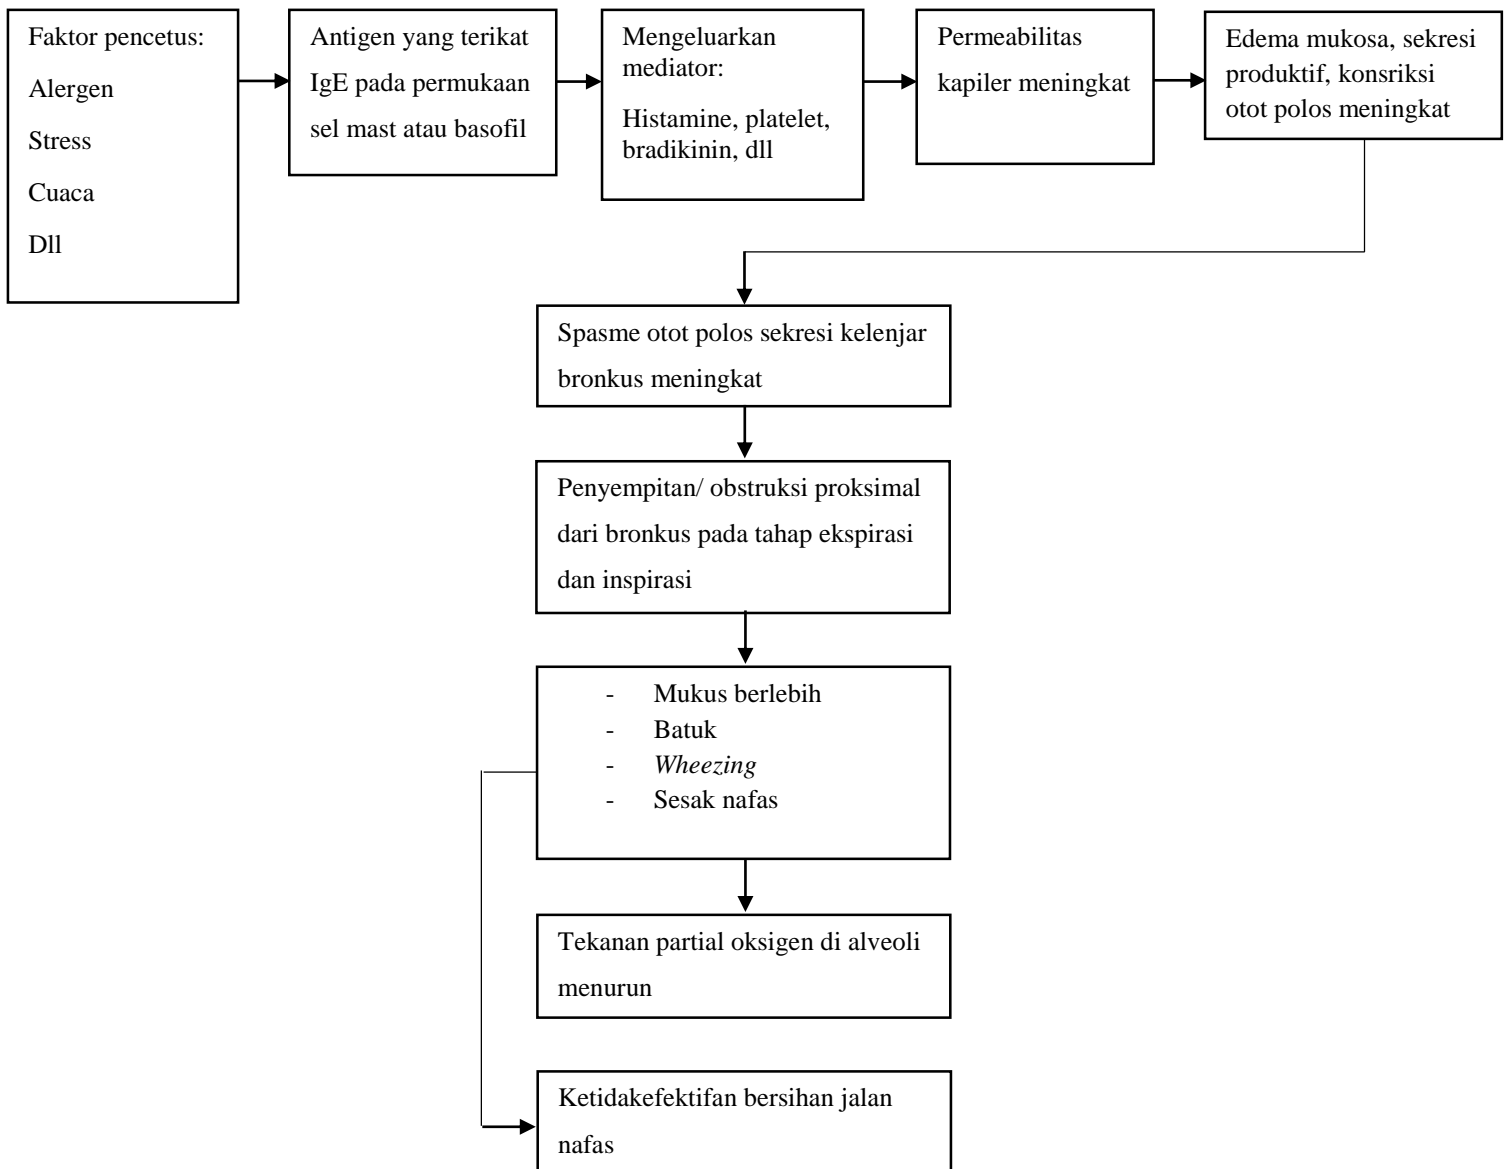 Faktor pencetus:
Alergen
Stress
Cuaca
Dll
Antigen yang terikat
IgE pada permukaan
sel mast atau basofil
Mengeluarkan
mediator:
Histamine, platelet,
bradikinin, dll
Permeabilitas
kapiler meningkat
Edema mukosa, sekresi
produktif, konsriksi
otot polos meningkat
Spasme otot polos sekresi kelenjar
bronkus meningkat
Penyempitan/ obstruksi proksimal
dari bronkus pada tahap ekspirasi
dan inspirasi
- Mukus berlebih
- Batuk
- Wheezing
- Sesak nafas
Tekanan partial oksigen di alveoli
menurun
Ketidakefektifan bersihan jalan
nafas